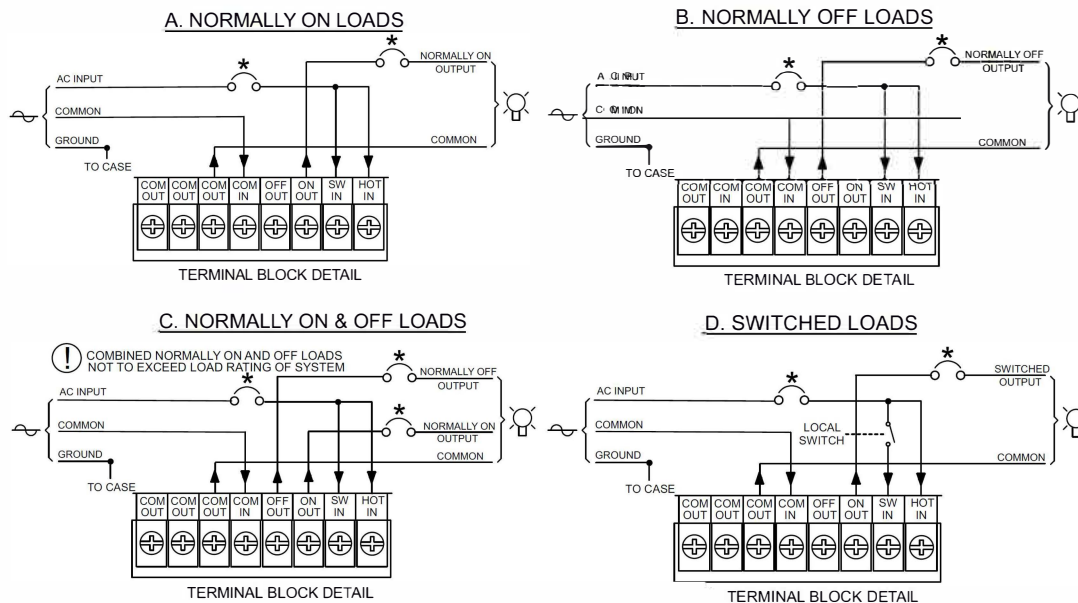 A. NORMALLY ON LOADS
*
*
NORMALLY ON
OUTPUT
AC INPUT
COMMON
GROUND
TO CASE
COMMON
COM OUT
COM OUT
COM OUT
COM IN
OFF OUT
ON OUT
SW IN
HOT IN
TERMINAL BLOCK DETAIL
B. NORMALLY OFF LOADS
*
*
NORMALLY OFF
OUTPUT
GROUND
TO CASE
COMMON
COM OUT
COM IN
COM OUT
COM IN
OFF OUT
ON OUT
SW IN
HOT IN
TERMINAL BLOCK DETAIL
C. NORMALLY ON & OFF LOADS
! COMBINED NORMALLY ON AND OFF LOADS
NOT TO EXCEED LOAD RATING OF SYSTEM
*
*
*
NORMALLY OFF
OUTPUT
AC INPUT
COMMON
NORMALLY ON
OUTPUT
GROUND
TO CASE
COMMON
COM OUT
COM OUT
COM OUT
COM IN
OFF OUT
ON OUT
SW IN
HOT IN
TERMINAL BLOCK DETAIL
D. SWITCHED LOADS
*
*
SWITCHED
OUTPUT
AC INPUT
COMMON
LOCAL
SWITCH
GROUND
TO CASE
COMMON
COM OUT
COM OUT
COM OUT
COM IN
OFF OUT
ON OUT
SW IN
HOT IN
TERMINAL BLOCK DETAIL